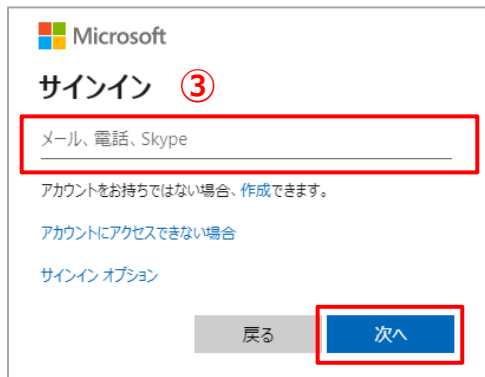 Microsoft
サインイン ③
メール、電話、Skype
アカウントをお持ちではない場合、作成できます。
アカウントにアクセスできない場合
サインイン オプション
戻る 次へ